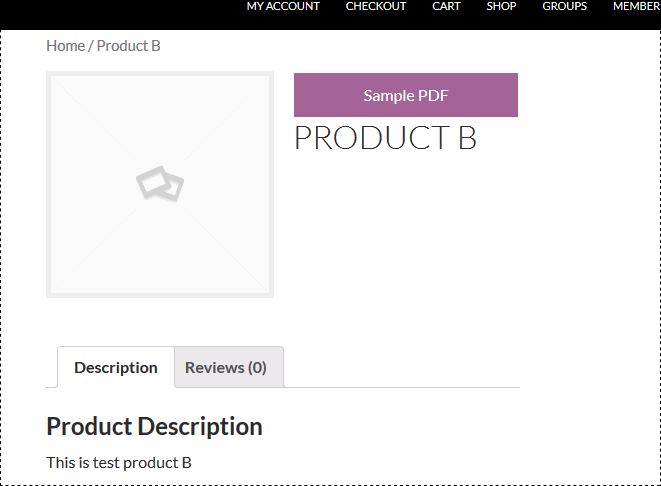 MY ACCOUNT CHECKOUT CART SHOP GROUPS MEMBER
Home / Product B
Sample PDF
PRODUCT B
Description Reviews (0)
Product Description
This is test product B